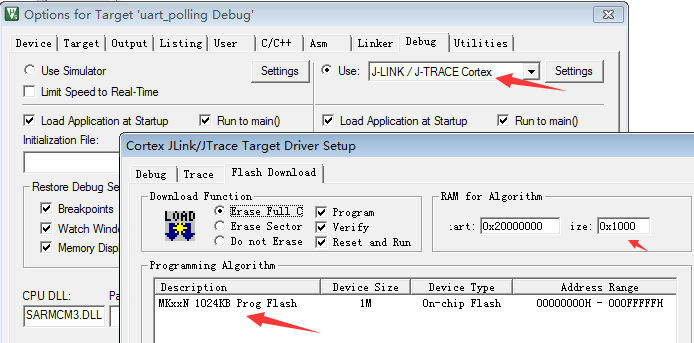 Options for Target 'uart_polling Debug'
Device Target Output Listing User C/C++ Asm Linker Debug Utilities
Use Simulator Settings Use: J-LINK / J-TRACE Cortex Settings
Limit Speed to Real-Time
Load Application at Startup Run to main() Load Application at Startup Run to main()
Initialization File:
Cortex JLink/JTrace Target Driver Setup
Debug Trace Flash Download
Restore Debug Se
Breakpoints
Watch Wind
Memory Displ
CPU DLL: Pa
SARMCM3.DLL
Download Function
LOAD
Erase Full C Program
Erase Sector Verify
Do not Erase Reset and Run
RAM for Algorithm
:art: 0x20000000 ize: 0x1000
Programming Algorithm
Description Device Size Device Type Address Range
MKxxN 1024KB Prog Flash 1M On-chip Flash 00000000H - 000FFFFFH